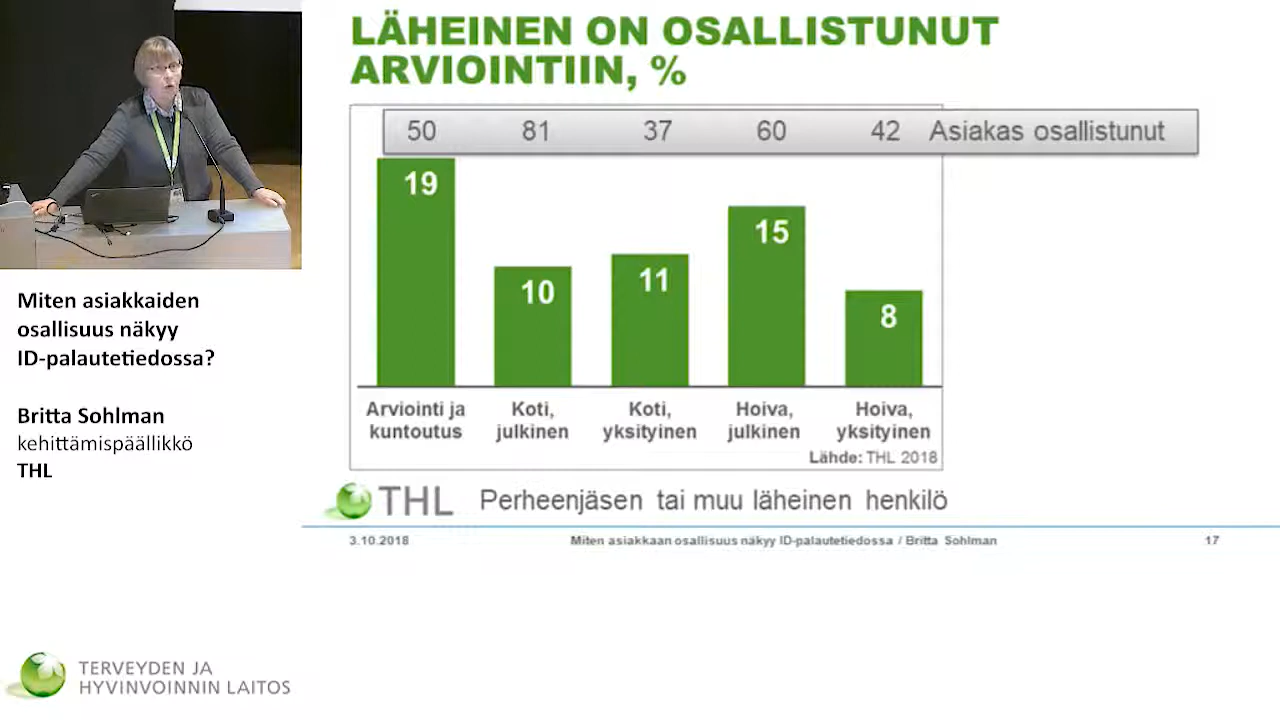 LÄHEINEN ON OSALLISTUNUT
ARVIOINTIIN, %
50 81 37 60 42 Asiakas osallistunut
19
10
11
15
8
Arviointi ja
kuntoutus
Koti,
julkinen
Koti,
yksityinen
Hoiva,
julkinen
Hoiva,
yksityinen
Lähde: THL 2018
THL Perheenjäsen tai muu läheinen henkilö
3.10.2018 Miten asiakkaan osallisuus näkyy ID-palautetiedossa / Britta Sohlman 17
Miten asiakkaiden
osallisuus näkyy
ID-palautetiedossa?
Britta Sohlman
kehittämispäällikkö
THL
TERVEYDEN JA
HYVINVOINNIN LAITOS